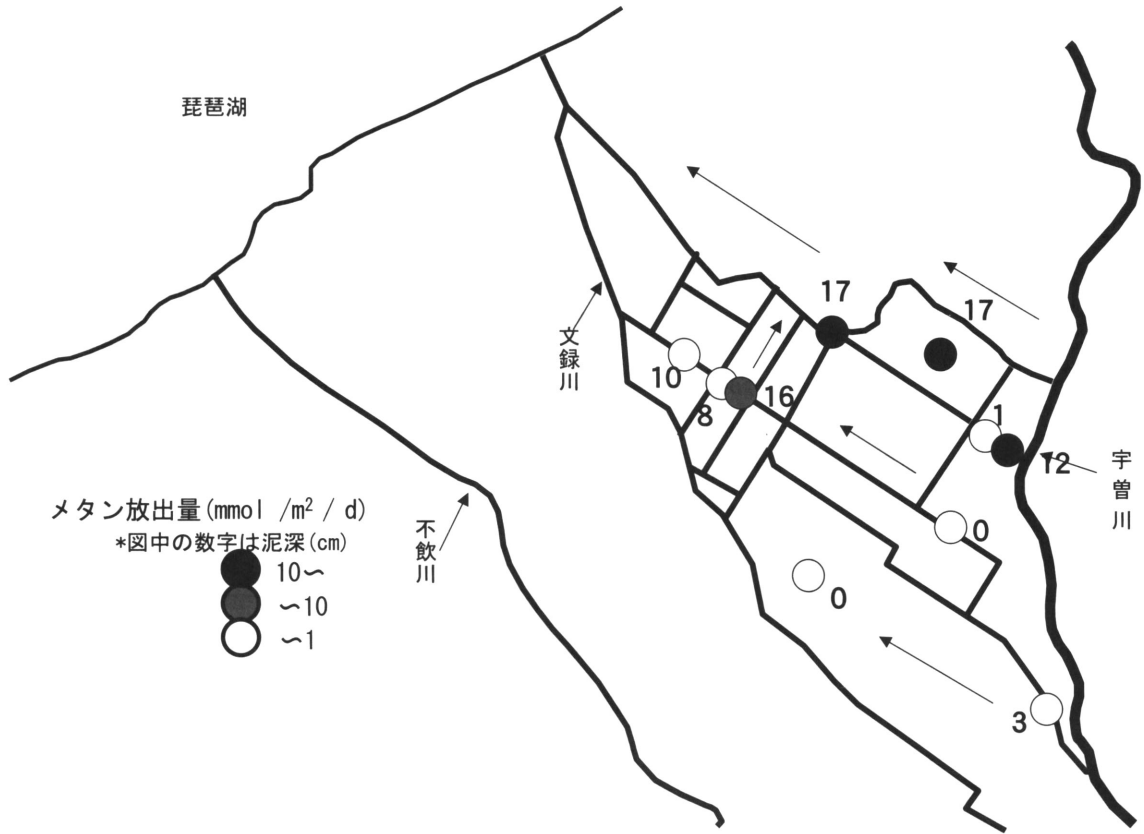 琵琶湖
17
17
文録川
10
8
16
1
12
宇曽川
メタン放出量(mmol /m² / d)
*図中の数字は泥深(cm)
10〜
〜10
〜1
不飲川
0
0
3